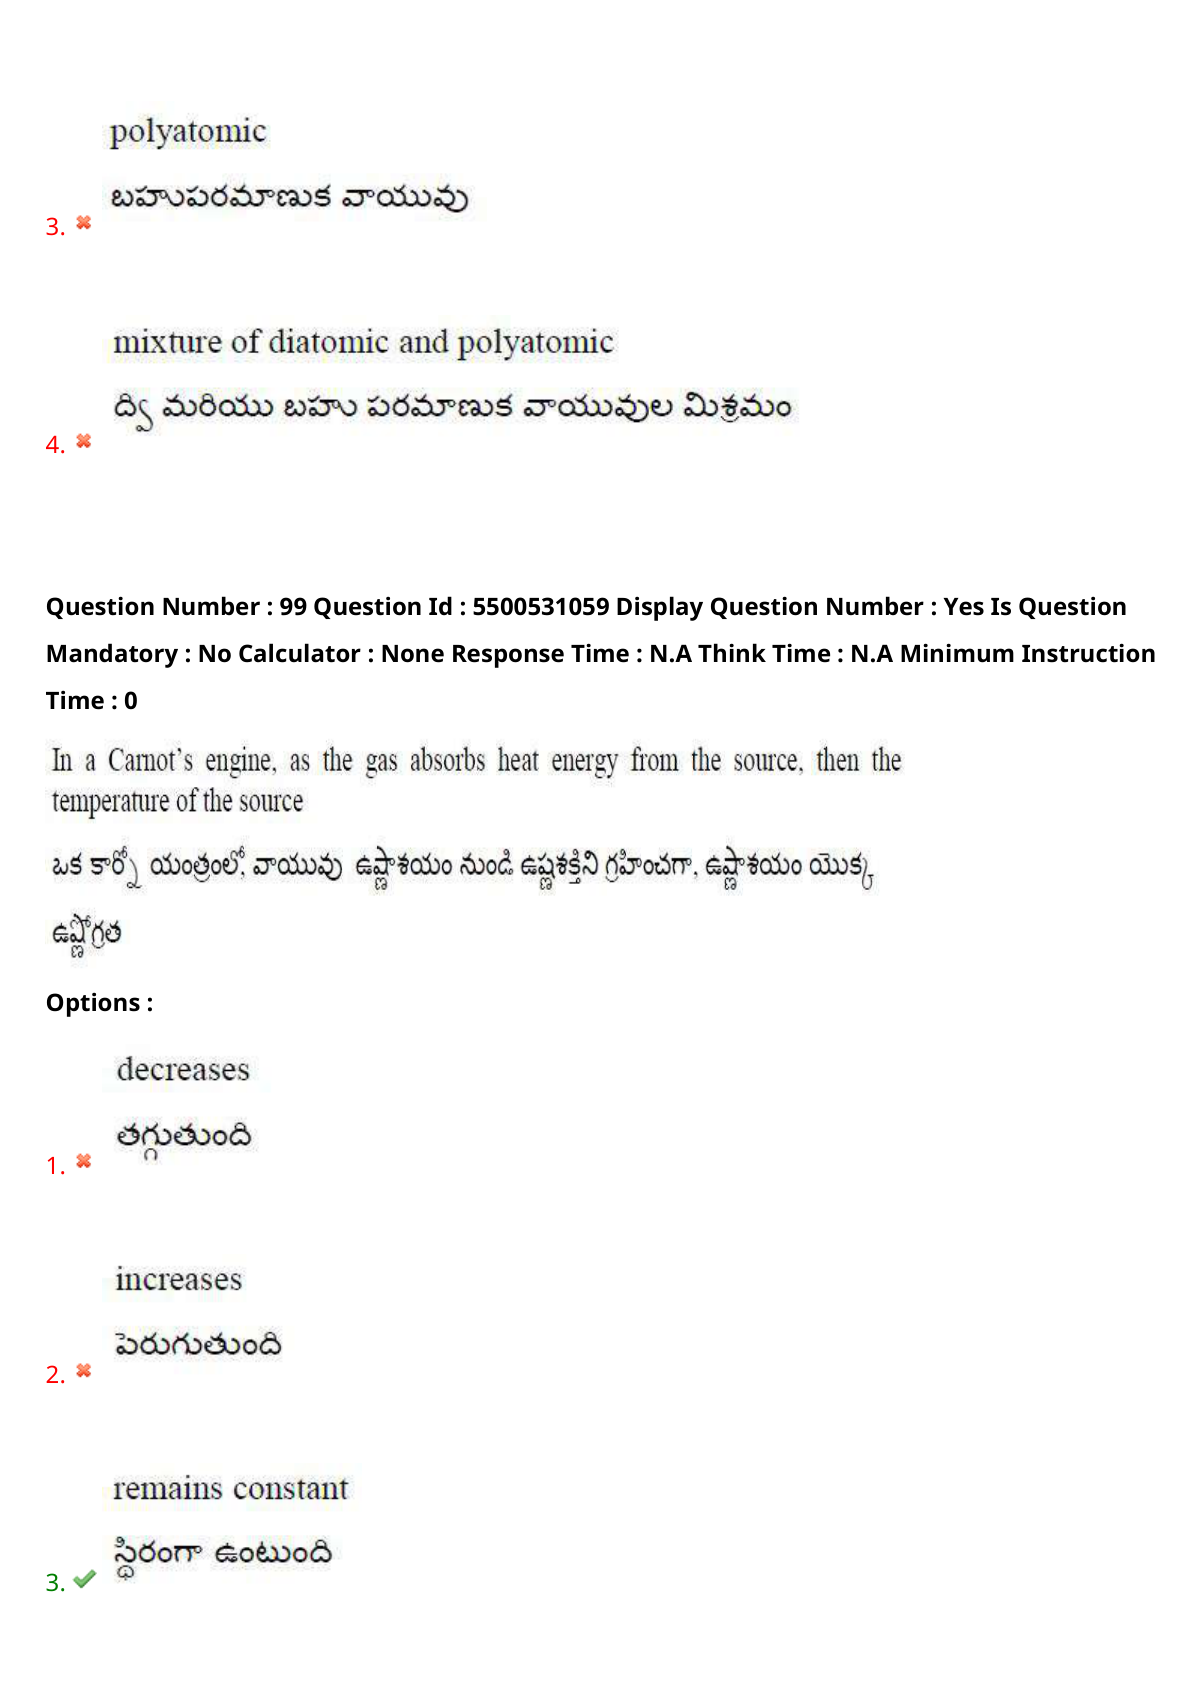 polyatomic
బహుపరమాణుక వాయువు
3.
mixture of diatomic and polyatomic
ద్వి మరియు బహు పరమాణుక వాయువుల మిశ్రమం
4.
Question Number : 99 Question Id : 5500531059 Display Question Number : Yes Is Question
Mandatory : No Calculator : None Response Time : N.A Think Time : N.A Minimum Instruction
Time : 0
In a Carnot’s engine, as the gas absorbs heat energy from the source, then the
temperature of the source
ఒక కార్నో యంత్రంలో, వాయువు ఉష్ణాశయం నుండి ఉష్ణశక్తిని గ్రహించగా, ఉష్ణాశయం యొక్క
ఉష్ణోగ్రత
Options :
decreases
తగ్గుతుంది
1.
increases
పెరుగుతుంది
2.
remains constant
స్థిరంగా ఉంటుంది
3.